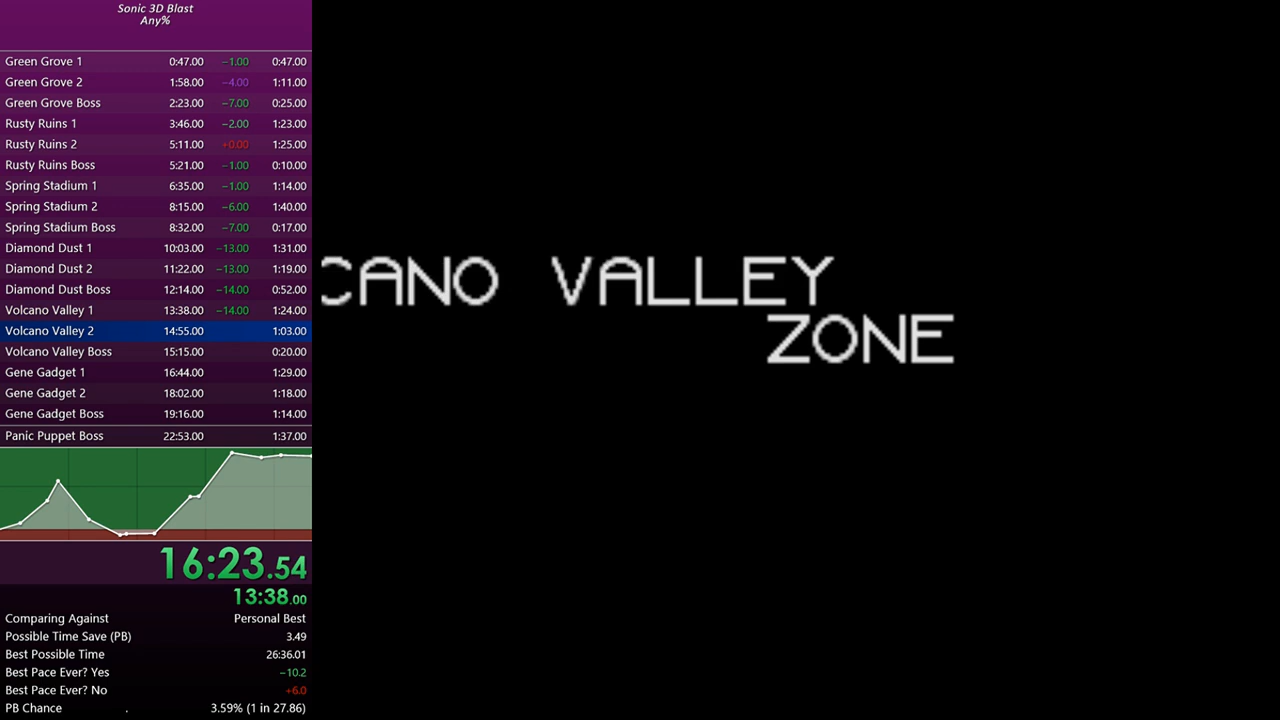 Sonic 3D Blast
Any%
Green Grove 1 0:47.00 −1.00 0:47.00
Green Grove 2 1:58.00 −4.00 1:11.00
Green Grove Boss 2:23.00 −7.00 0:25.00
Rusty Ruins 1 3:46.00 −2.00 1:23.00
Rusty Ruins 2 5:11.00 +0.00 1:25.00
Rusty Ruins Boss 5:21.00 −1.00 0:10.00
Spring Stadium 1 6:35.00 −1.00 1:14.00
Spring Stadium 2 8:15.00 −6.00 1:40.00
Spring Stadium Boss 8:32.00 −7.00 0:17.00
Diamond Dust 1 10:03.00 −13.00 1:31.00
Diamond Dust 2 11:22.00 −13.00 1:19.00
Diamond Dust Boss 12:14.00 −14.00 0:52.00
Volcano Valley 1 13:38.00 −14.00 1:24.00
Volcano Valley 2 14:55.00 1:03.00
Volcano Valley Boss 15:15.00 0:20.00
Gene Gadget 1 16:44.00 1:29.00
Gene Gadget 2 18:02.00 1:18.00
Gene Gadget Boss 19:16.00 1:14.00
Panic Puppet Boss 22:53.00 1:37.00
16:23.54
13:38.00
Comparing Against Personal Best
Possible Time Save (PB) 3.49
Best Possible Time 26:36.01
Best Pace Ever? Yes −10.2
Best Pace Ever? No +6.0
PB Chance . 3.59% (1 in 27.86)
CANO VALLEY
ZONE